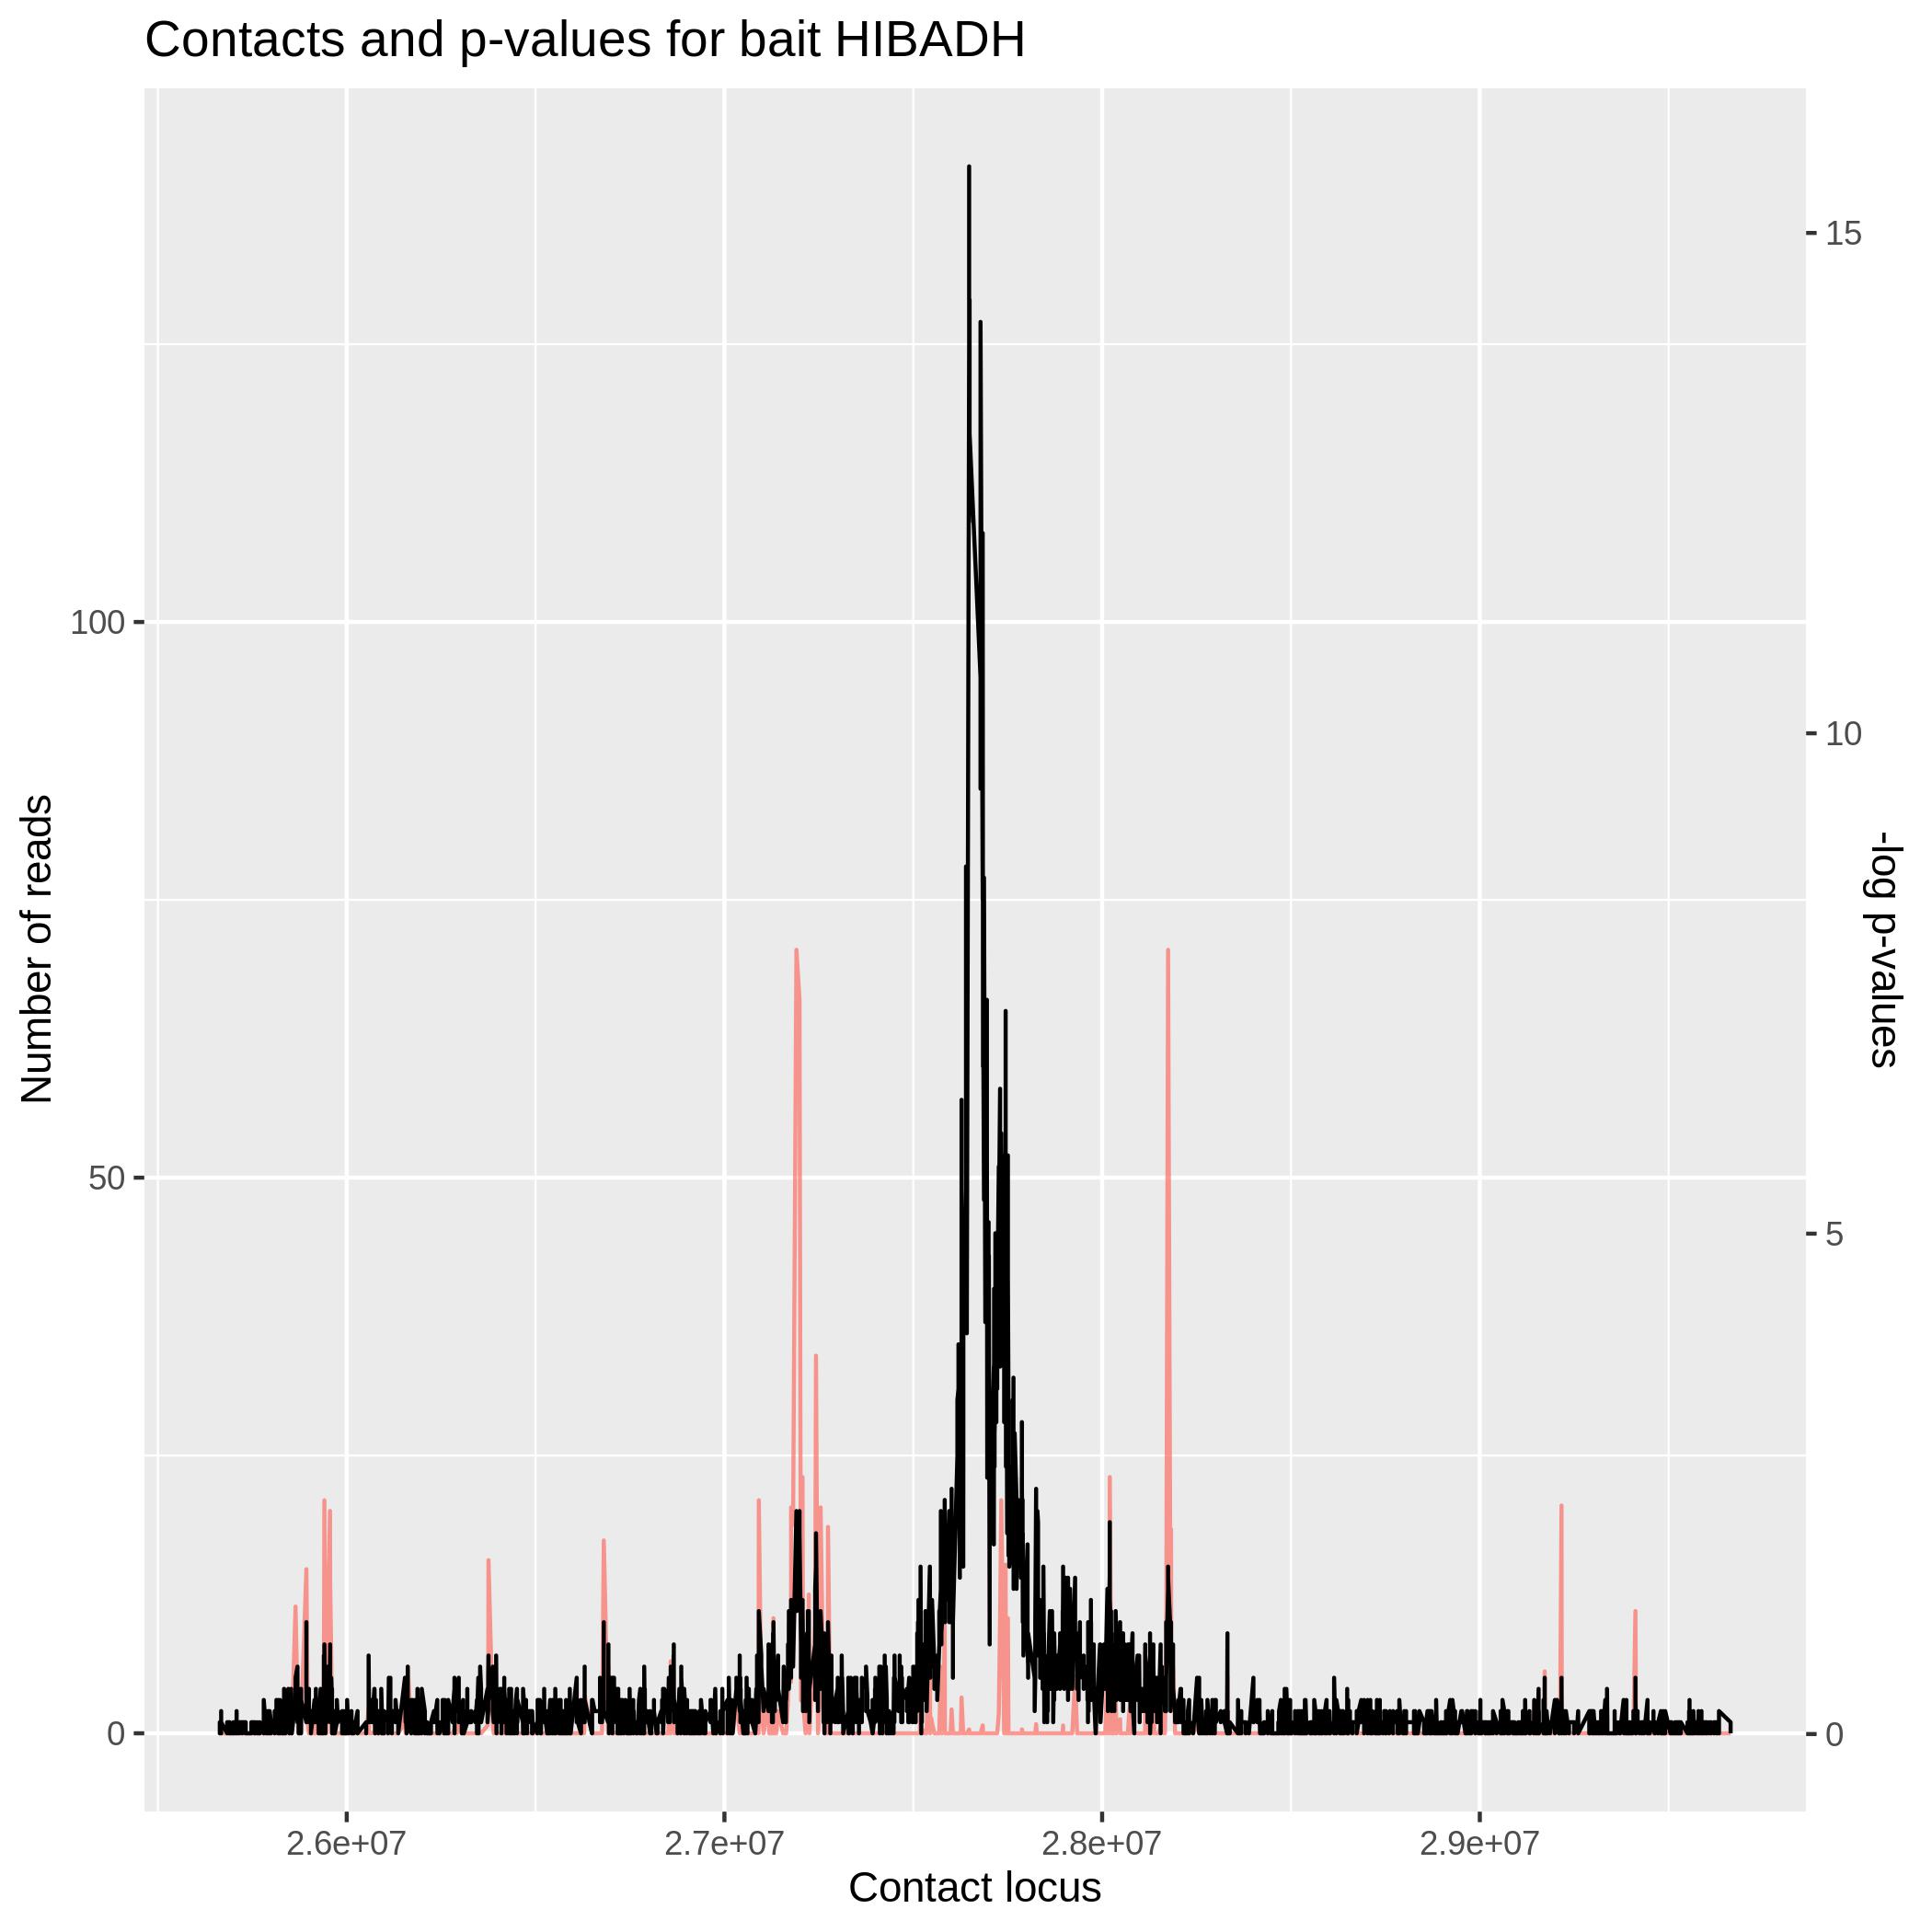 Contacts and p-values for bait HIBADH
Number of reads
100
50
0
15
10
5
0
-log p-values
2.6e+07
2.7e+07
2.8e+07
2.9e+07
Contact locus